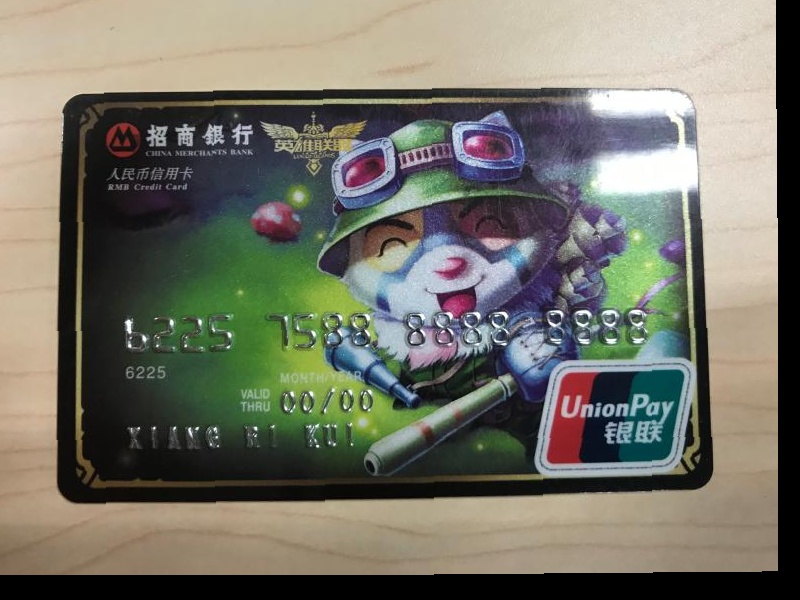 招商银行
CHINA MERCHANTS BANK
英雄联盟
人民币信用卡
RMB Credit Card
6225 7588 8888 8888
6225
MONTH/YEAR
VALID THRU 00/00
XIANG RI KUI
UnionPay
银联